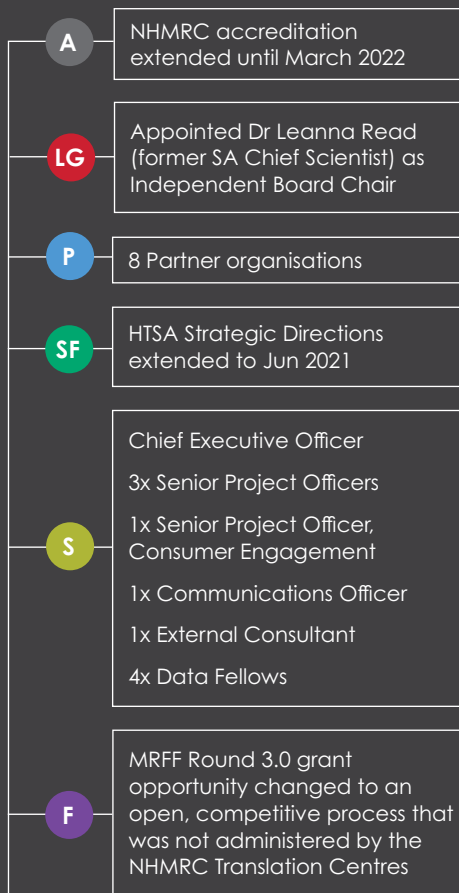 A
NHMRC accreditation
extended until March 2022
LG
Appointed Dr Leanna Read
(former SA Chief Scientist) as
Independent Board Chair
P
8 Partner organisations
SF
HTSA Strategic Directions
extended to Jun 2021
S
Chief Executive Officer
3x Senior Project Officers
1x Senior Project Officer,
Consumer Engagement
1x Communications Officer
1x External Consultant
4x Data Fellows
F
MRFF Round 3.0 grant
opportunity changed to an
open, competitive process that
was not administered by the
NHMRC Translation Centres